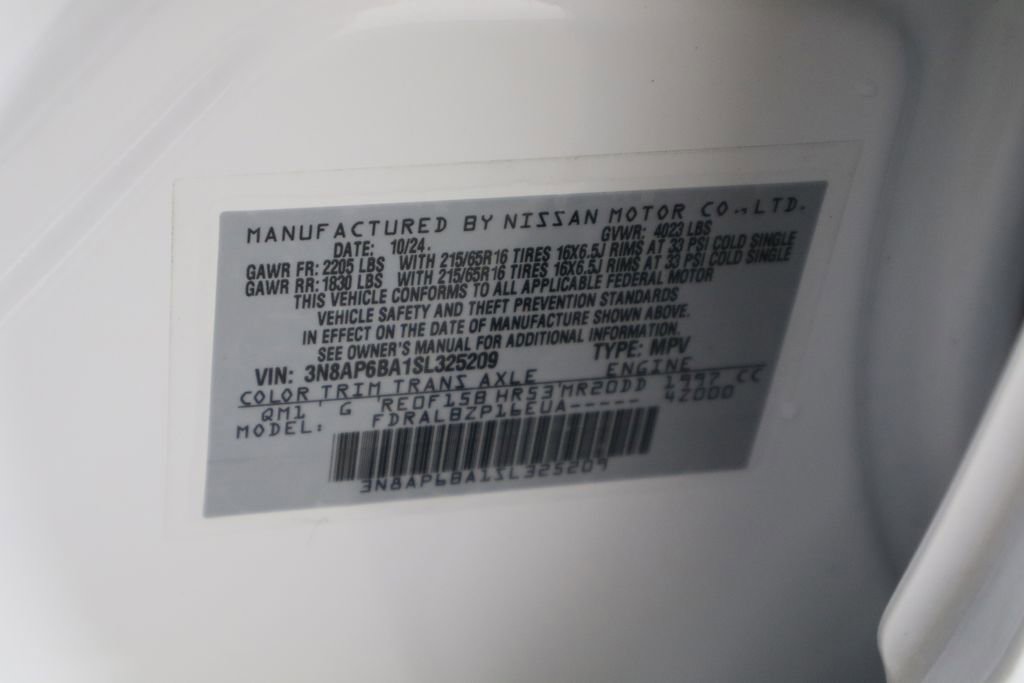 MANUFACTURED BY NISSAN MOTOR CO.,LTD.
DATE: 10/24. GVWR: 4023 LBS
GAWR FR: 2205 LBS WITH 215/65R16 TIRES 16X6.5J RIMS AT 33 PSI COLD SINGLE
GAWR RR: 1830 LBS WITH 215/65R16 TIRES 16X6.5J RIMS AT 33 PSI COLD SINGLE
THIS VEHICLE CONFORMS TO ALL APPLICABLE FEDERAL MOTOR
VEHICLE SAFETY AND THEFT PREVENTION STANDARDS
IN EFFECT ON THE DATE OF MANUFACTURE SHOWN ABOVE.
SEE OWNER'S MANUAL FOR ADDITIONAL INFORMATION.
VIN: 3N8AP6BA1SL325209 TYPE: MPV
COLOR TRIM TRANS AXLE ENGINE
QM1 G RE0F15B HR53 MR20DD 1997 CC
MODEL: FDRALBZP16EUA----- 4Z000
3N8AP6BA1SL325209